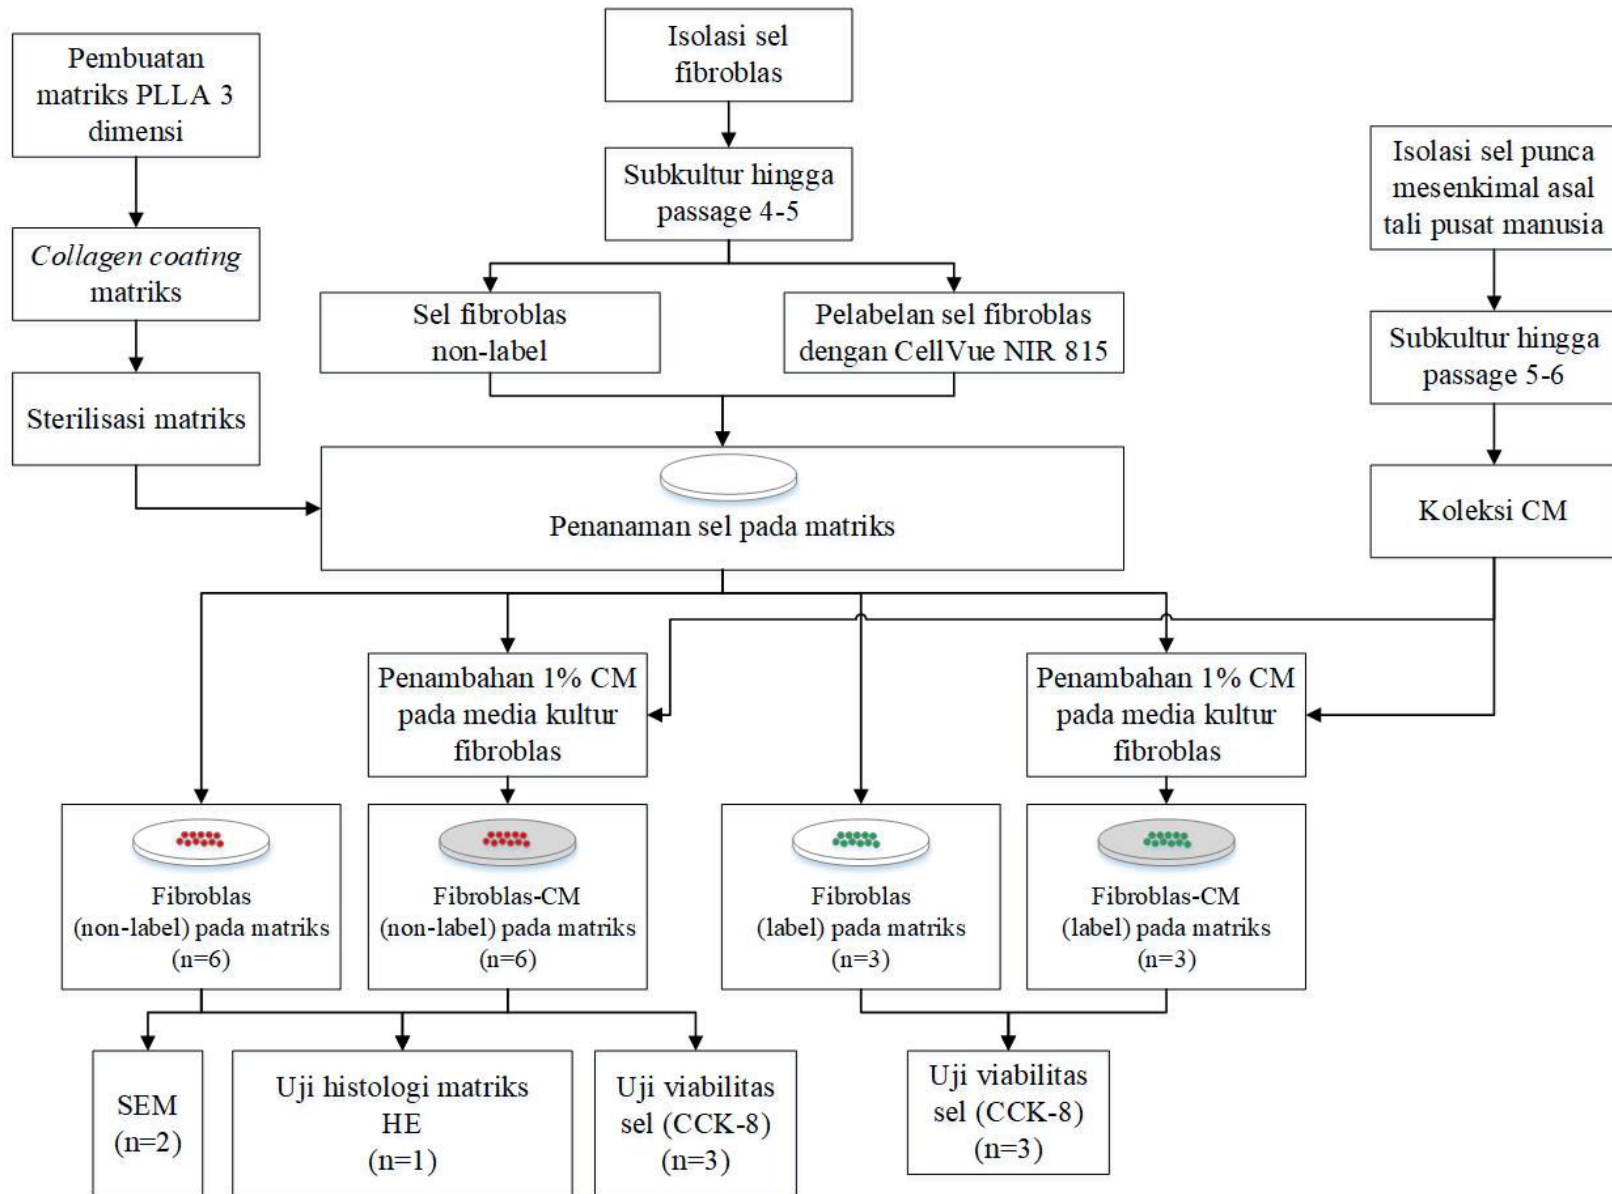 Pembuatan
matriks PLLA 3
dimensi
Collagen coating
matriks
Sterilisasi matriks
Isolasi sel
fibroblas
Subkultur hingga
passage 4-5
Sel fibroblas
non-label
Pelabelan sel fibroblas
dengan CellVue NIR 815
Isolasi sel punca
mesenkimal asal
tali pusat manusia
Subkultur hingga
passage 5-6
Koleksi CM
Penanaman sel pada matriks
Penambahan 1% CM
pada media kultur
fibroblas
Penambahan 1% CM
pada media kultur
fibroblas
Fibroblas
(non-label) pada matriks
(n=6)
Fibroblas-CM
(non-label) pada matriks
(n=6)
Fibroblas
(label) pada matriks
(n=3)
Fibroblas-CM
(label) pada matriks
(n=3)
SEM
(n=2)
Uji histologi matriks
HE
(n=1)
Uji viabilitas
sel (CCK-8)
(n=3)
Uji viabilitas
sel (CCK-8)
(n=3)